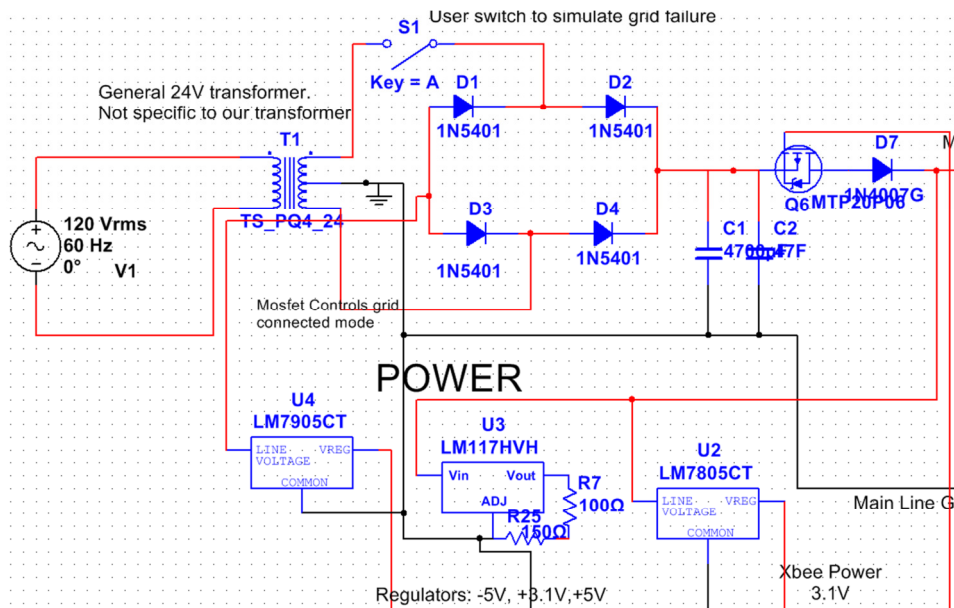 User switch to simulate grid failure
S1
Key = A
General 24V transformer.
Not specific to our transformer
D1
D2
1N5401
1N5401
T1
D7
M
1N4007G
Q6
MTP20P06
TS_PQ4_24
120 Vrms
60 Hz
0°
V1
D3
D4
1N5401
1N5401
C1
C2
Mosfet Controls grid
connected mode
POWER
U4
LM7905CT
LINE
VREG
VOLTAGE
COMMON
U3
LM117HVH
Vin
Vout
ADJ
R7
100Ω
R25
150Ω
U2
LM7805CT
LINE
VREG
VOLTAGE
COMMON
Main Line G
Regulators: -5V, +3.1V,+5V
Xbee Power
3.1V